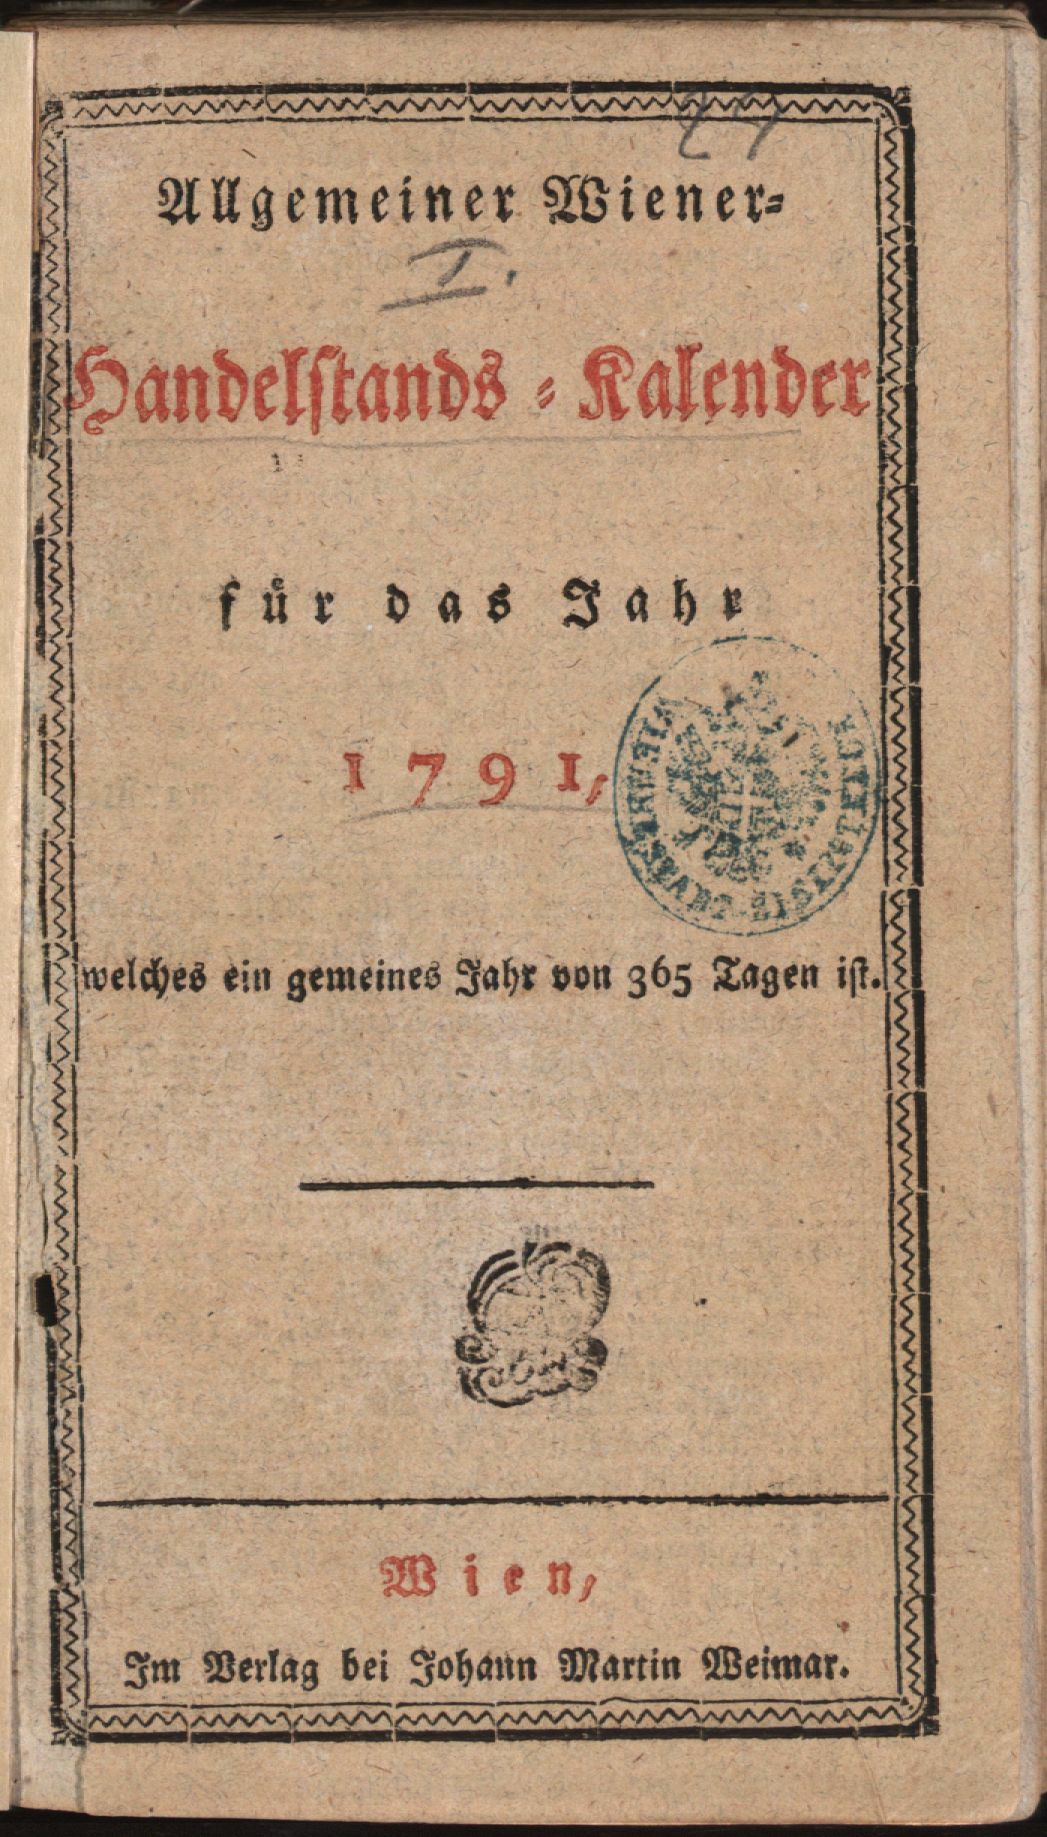 Allgemeiner Wiener=
I.
Handelstands = Kalender
für das Jahr
1791,
welches ein gemeines Jahr von 365 Tagen ist.
Wien,
Im Verlag bei Johann Martin Weimar.